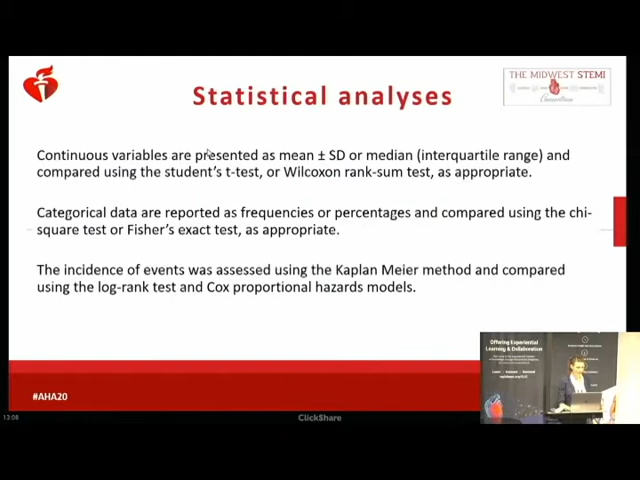 THE MIDWEST STEMI
Consortium
Statistical analyses
Continuous variables are presented as mean ± SD or median (interquartile range) and
compared using the student's t-test, or Wilcoxon rank-sum test, as appropriate.
Categorical data are reported as frequencies or percentages and compared using the chi-
square test or Fisher's exact test, as appropriate.
The incidence of events was assessed using the Kaplan Meier method and compared
using the log-rank test and Cox proportional hazards models.
Offering Experiential
Learning & Collaboration
#AHA20
13:08
ClickShare